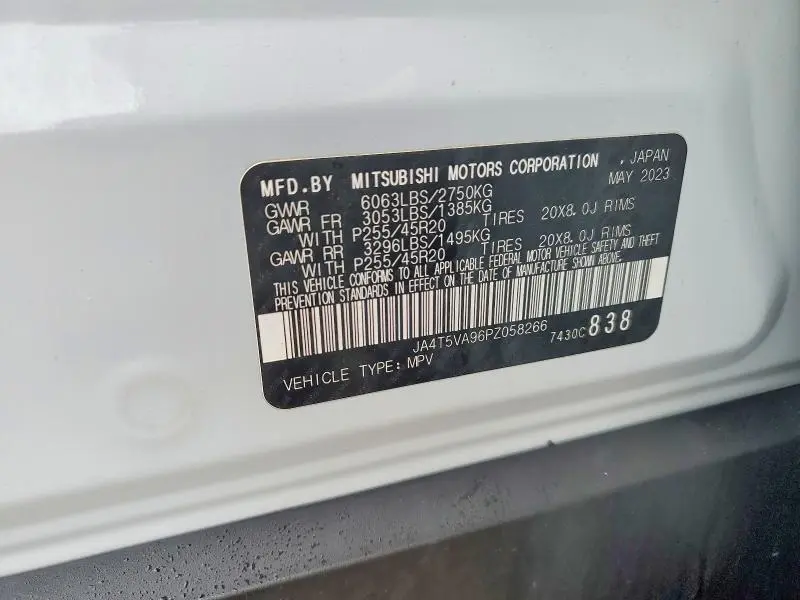 MFD.BY MITSUBISHI MOTORS CORPORATION , JAPAN
GWVR 6063LBS/2750KG MAY 2023
GAWR FR 3053LBS/1385KG
WITH P255/45R20 TIRES 20X8.0J RIMS
GAWR RR 3296LBS/1495KG
WITH P255/45R20 TIRES 20X8.0J RIMS
THIS VEHICLE CONFORMS TO ALL APPLICABLE FEDERAL MOTOR VEHICLE SAFETY AND THEFT
PREVENTION STANDARDS IN EFFECT ON THE DATE OF MANUFACTURE SHOWN ABOVE.
JA4T5VA96PZ058266 7430C 838
VEHICLE TYPE: MPV